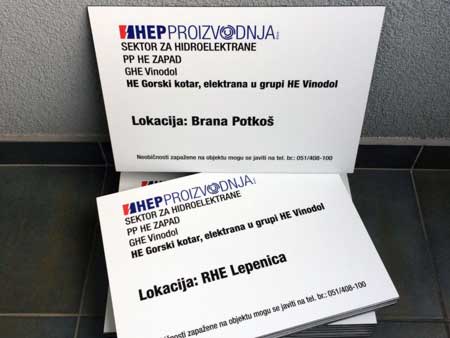 HEP PROIZVODNJA d.o.o.
SEKTOR ZA HIDROELEKTRANE
PP HE ZAPAD
GHE Vinodol
HE Gorski kotar, elektrana u grupi HE Vinodol
Lokacija: Brana Potkoš
Neobičnosti zapažene na objektu mogu se javiti na tel. br.: 051/408-100
HEP PROIZVODNJA d.o.o.
SEKTOR ZA HIDROELEKTRANE
PP HE ZAPAD
GHE Vinodol
HE Gorski kotar, elektrana u grupi HE Vinodol
Lokacija: RHE Lepenica
Neobičnosti zapažene na objektu mogu se javiti na tel. br.: 051/408-100